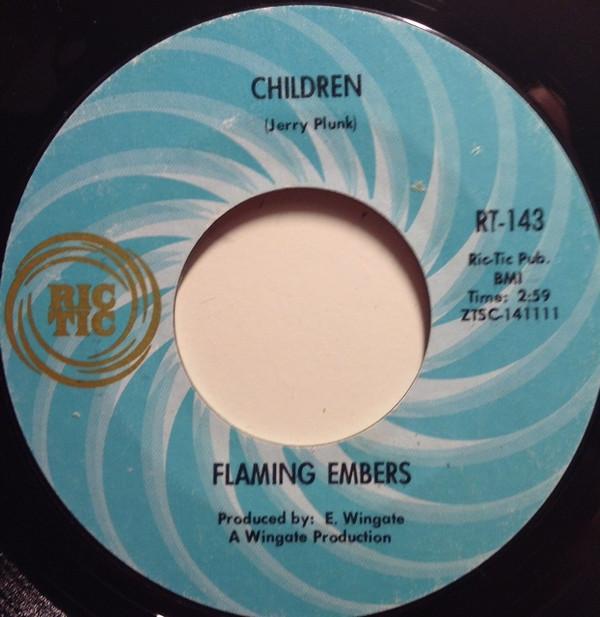 CHILDREN
(Jerry Plunk)
RT-143
Ric-Tic Pub.
BMI
Time: 2:59
ZTSC-141111
RIC
TIC
FLAMING EMBERS
Produced by: E. Wingate
A Wingate Production